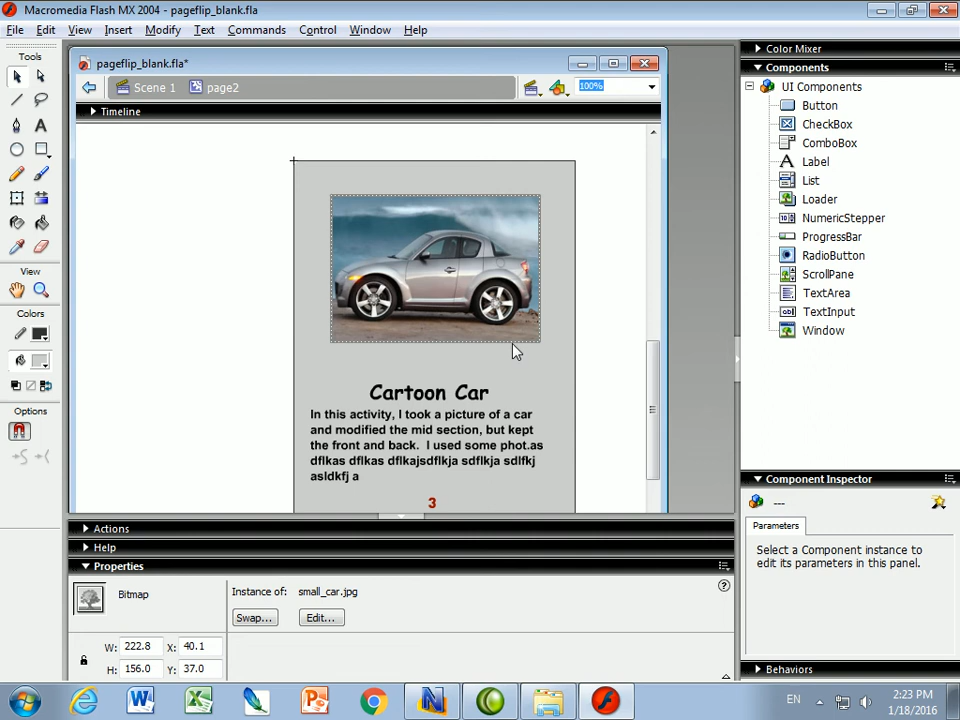 Macromedia Flash MX 2004 - pageflip_blank.fla
File Edit View Insert Modify Text Commands Control Window Help
Tools
View
Colors
Options
pageflip_blank.fla*
Scene 1 page2 100%
Timeline
Cartoon Car
In this activity, I took a picture of a car
and modified the mid section, but kept
the front and back. I used some phot.as
dflkas dflkas dflkajsdflkja sdflkja sdlfkj
asldkfj a
3
Actions
Help
Properties
Bitmap
Instance of: small_car.jpg
Swap... Edit...
W: 222.8 X: 40.1
H: 156.0 Y: 37.0
Color Mixer
Components
UI Components
Button
CheckBox
ComboBox
Label
List
Loader
NumericStepper
ProgressBar
RadioButton
ScrollPane
TextArea
TextInput
Window
Component Inspector
---
Parameters
Select a Component instance to
edit its parameters in this panel.
Behaviors
EN
2:23 PM
1/18/2016